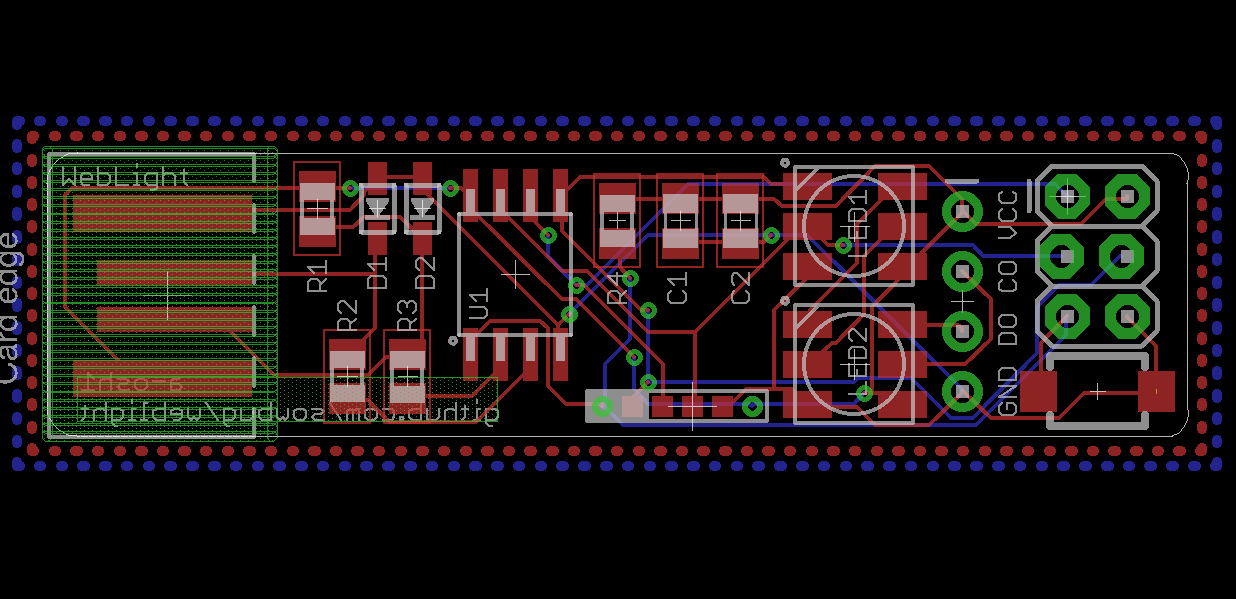 WebLight
Card edge
R1
D1
D2
R2
R3
U1
R4
C1
C2
LED1
LED2
VCC
CO
DO
GND
a-osh1
github.com/sowbug/weblight